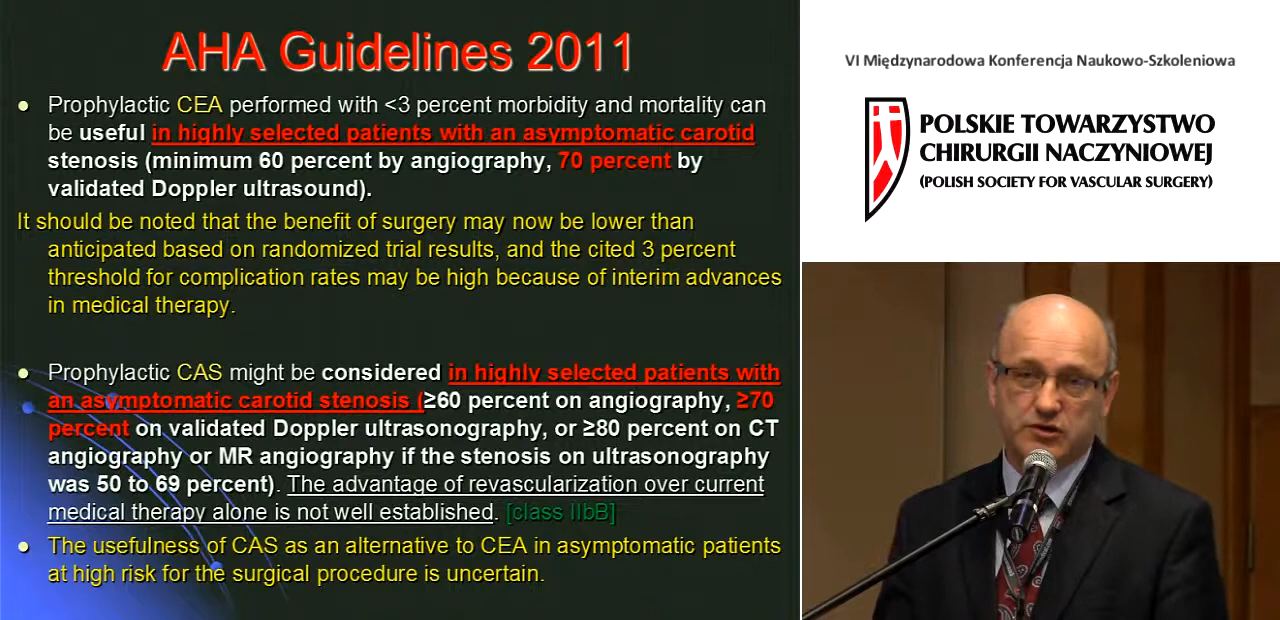 AHA Guidelines 2011
Prophylactic CEA performed with <3 percent morbidity and mortality can
be useful in highly selected patients with an asymptomatic carotid
stenosis (minimum 60 percent by angiography, 70 percent by
validated Doppler ultrasound).
It should be noted that the benefit of surgery may now be lower than
anticipated based on randomized trial results, and the cited 3 percent
threshold for complication rates may be high because of interim advances
in medical therapy.
Prophylactic CAS might be considered in highly selected patients with
an asymptomatic carotid stenosis (≥60 percent on angiography, ≥70
percent on validated Doppler ultrasonography, or ≥80 percent on CT
angiography or MR angiography if the stenosis on ultrasonography
was 50 to 69 percent). The advantage of revascularization over current
medical therapy alone is not well established. [class IIbB]
The usefulness of CAS as an alternative to CEA in asymptomatic patients
at high risk for the surgical procedure is uncertain.
VI Międzynarodowa Konferencja Naukowo-Szkoleniowa
POLSKIE TOWARZYSTWO
CHIRURGII NACZYNIOWEJ
(POLISH SOCIETY FOR VASCULAR SURGERY)